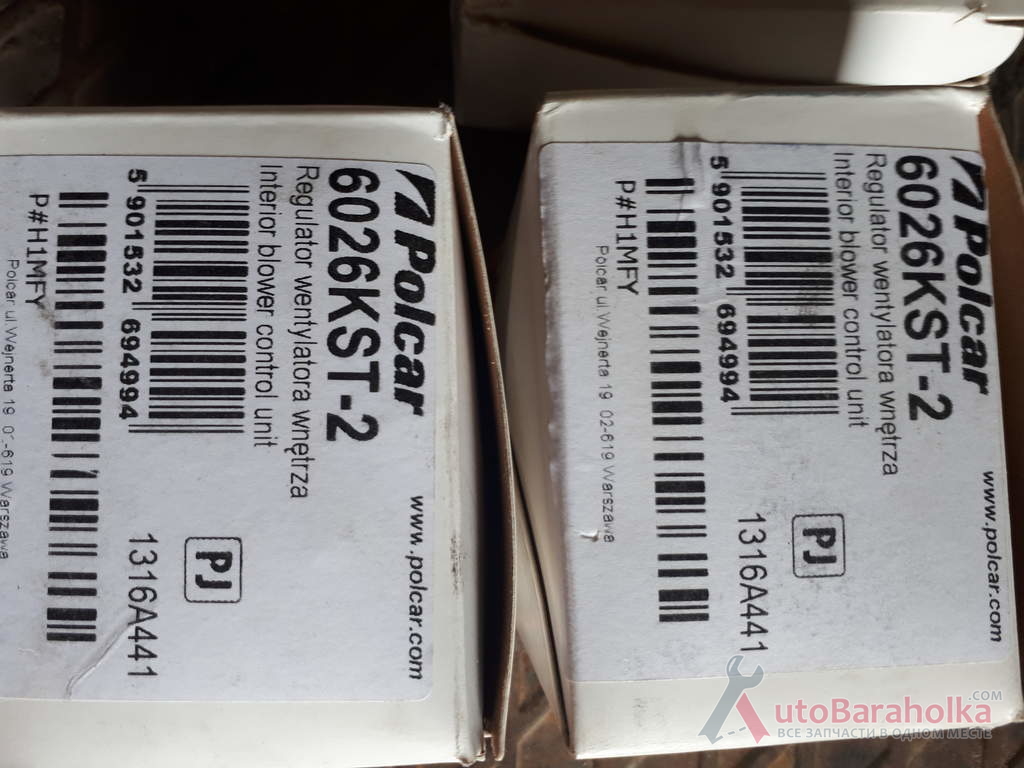 Polcar
www.polcar.com
6026KST-2
Regulator wentylatora wnętrza
Interior blower control unit
PJ
5 901532 694994
1316A441
P#H1MFY
Polcar ul.Wejnerta 19 -619 Warszawa
Polcar
www.polcar.com
6026KST-2
Regulator wentylatora wnętrza
Interior blower control unit
PJ
5 901532 694994
1316A441
P#H1MFY
Polcar ul.Wejnerta 19 02-619 Warszawa
AutoBaraholka.COM
ВСЕ ЗАПЧАСТИ В ОДНОМ МЕСТЕ